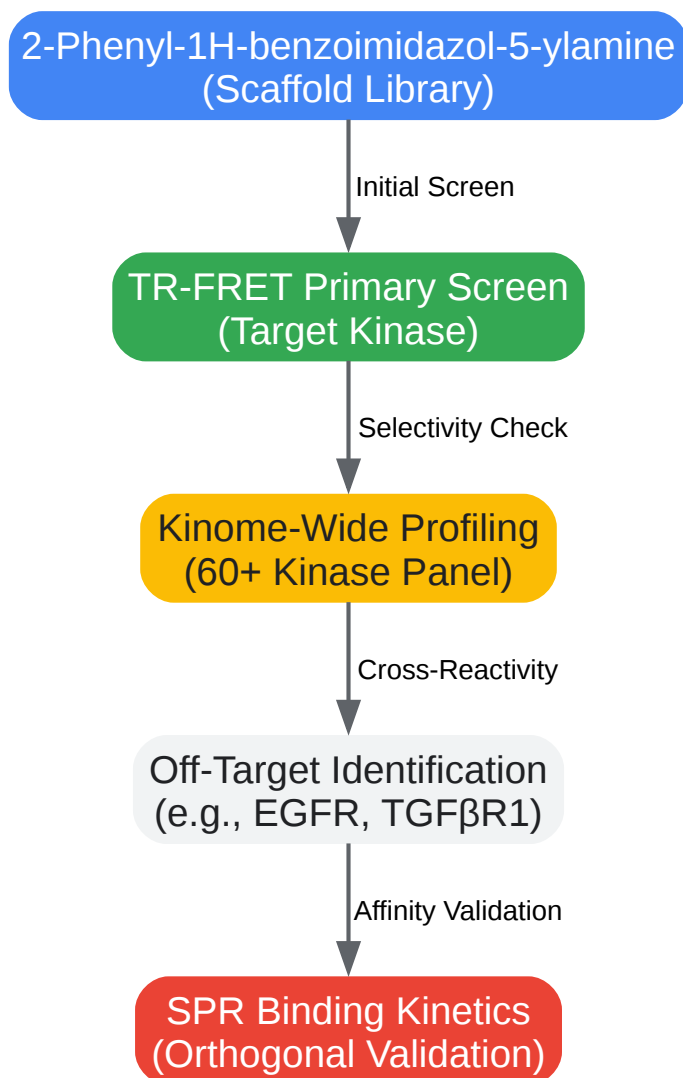 2-Phenyl-1H-benzoimidazol-5-ylamine
(Scaffold Library)
Initial Screen
TR-FRET Primary Screen
(Target Kinase)
Selectivity Check
Kinome-Wide Profiling
(60+ Kinase Panel)
Cross-Reactivity
Off-Target Identification
(e.g., EGFR, TGFβR1)
Affinity Validation
SPR Binding Kinetics
(Orthogonal Validation)